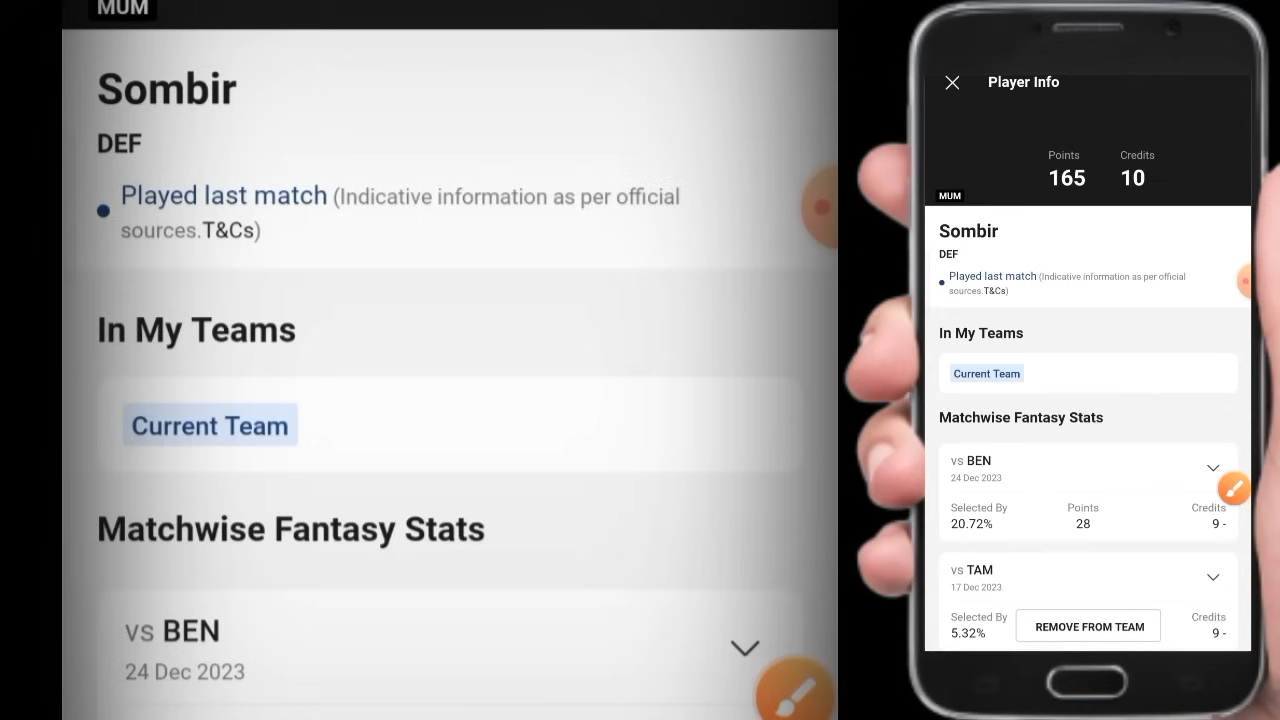 MUM
Sombir
DEF
Played last match (Indicative information as per official
sources.T&Cs)
In My Teams
Current Team
Matchwise Fantasy Stats
vs BEN
24 Dec 2023
Player Info
Points
Credits
165
10
MUM
Sombir
DEF
Played last match (Indicative information as per official
sources.T&Cs)
In My Teams
Current Team
Matchwise Fantasy Stats
vs BEN
24 Dec 2023
Selected By
Points
Credits
20.72%
28
9 -
vs TAM
17 Dec 2023
Selected By
Credits
5.32%
REMOVE FROM TEAM
9 -